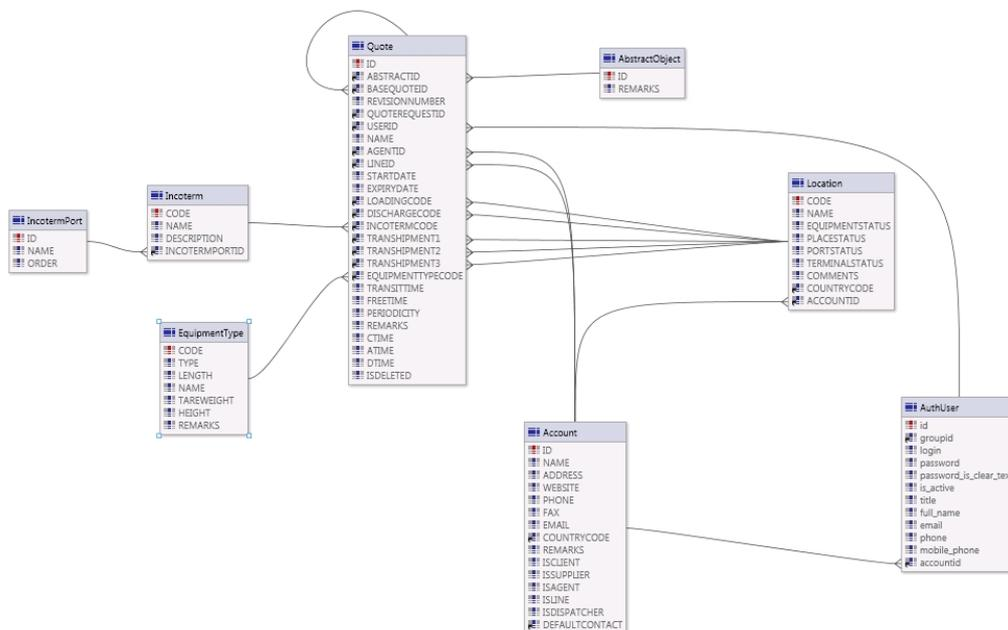 Quote
ID
ABSTRACTID
BASEQUOTEID
REVISIONNUMBER
QUOTEREQUESTID
USERID
NAME
AGENTID
LINEID
STARTDATE
EXPIRYDATE
LOADINGCODE
DISCHARGECODE
INCOTERMCODE
TRANSHIPMENT1
TRANSHIPMENT2
TRANSHIPMENT3
EQUIPMENTTYPECODE
TRANSITTIME
FREETIME
PERIODICITY
REMARKS
CTIME
ATIME
DTIME
ISDELETED
AbstractObject
ID
REMARKS
IncotermPort
ID
NAME
ORDER
Incoterm
CODE
NAME
DESCRIPTION
INCOTERMPORTID
Location
CODE
NAME
EQUIPMENTSTATUS
PLACESTATUS
PORTSTATUS
TERMINALSTATUS
COMMENTS
COUNTRYCODE
ACCOUNTID
EquipmentType
CODE
TYPE
LENGTH
NAME
TAREWEIGHT
HEIGHT
REMARKS
Account
ID
NAME
ADDRESS
WEBSITE
PHONE
FAX
EMAIL
COUNTRYCODE
REMARKS
ISCLIENT
ISSUPPLIER
ISAGENT
ISLINE
ISDISPATCHER
DEFAULTCONTACT
AuthUser
id
groupid
login
password
password_is_clear_tex
is_active
title
full_name
email
phone
mobile_phone
accountid